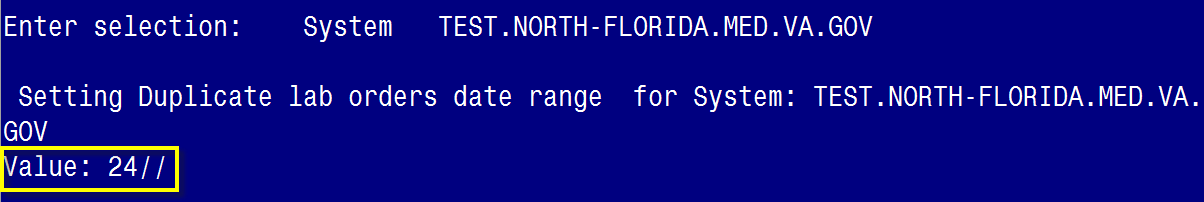 Enter selection:    System   TEST.NORTH-FLORIDA.MED.VA.GOV
 Setting Duplicate lab orders date range  for System: TEST.NORTH-FLORIDA.MED.VA.
GOV
Value: 24//